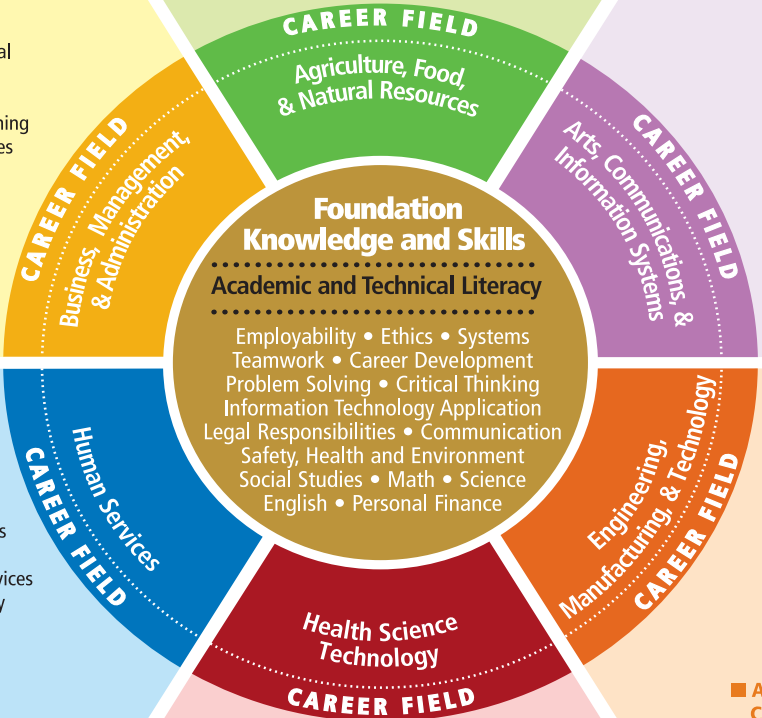 CAREER FIELD
Agriculture, Food,
& Natural Resources
CAREER FIELD
Arts, Communications, &
Information Systems
CAREER FIELD
Engineering,
Manufacturing, & Technology
CAREER FIELD
Health Science
Technology
CAREER FIELD
Human Services
CAREER FIELD
Business, Management,
& Administration
Foundation
Knowledge and Skills
Academic and Technical Literacy
Employability • Ethics • Systems
Teamwork • Career Development
Problem Solving • Critical Thinking
Information Technology Application
Legal Responsibilities • Communication
Safety, Health and Environment
Social Studies • Math • Science
English • Personal Finance